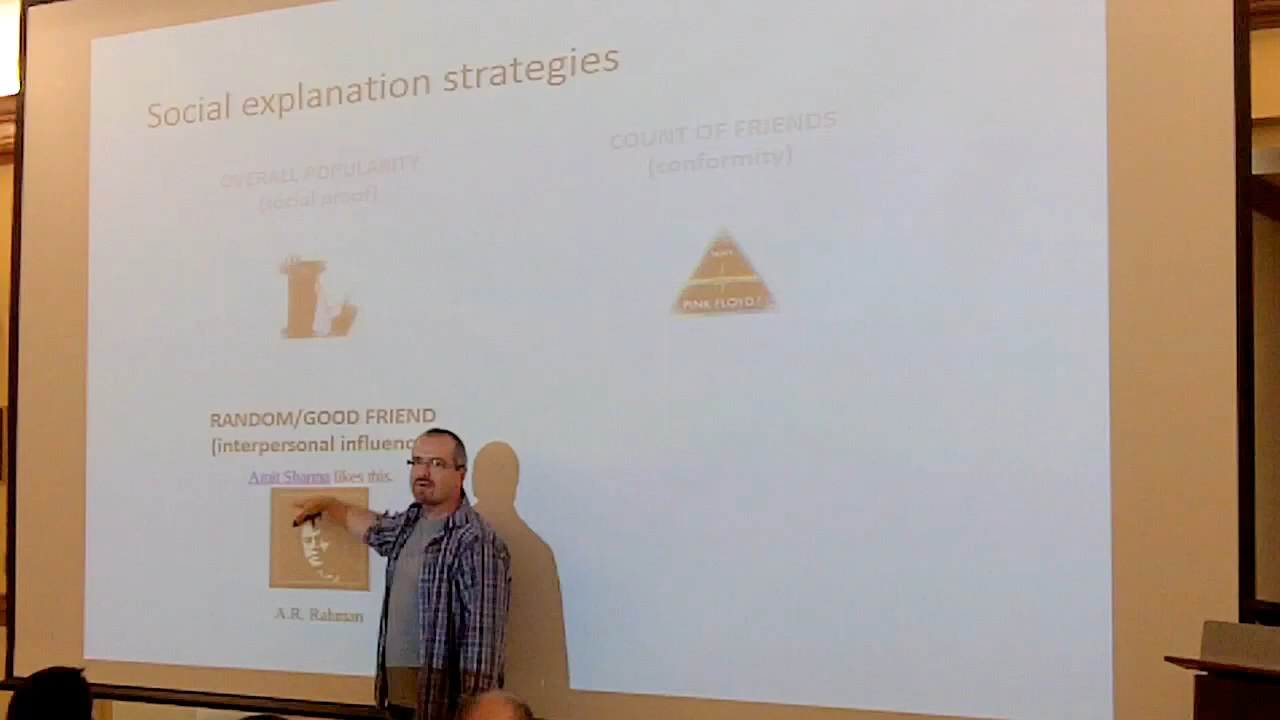 Social explanation strategies
OVERALL POPULARITY
(social proof)
COUNT OF FRIENDS
(conformity)
WHY
PINK FLOYD?
RANDOM/GOOD FRIEND
(interpersonal influenc
Amit Sharma likes this.
A.R. Rahman